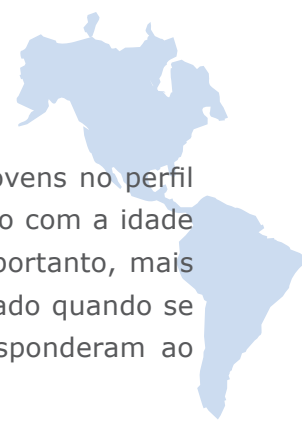 ovens no perfil
o com a idade
portanto, mais
ado quando se
sponderam ao